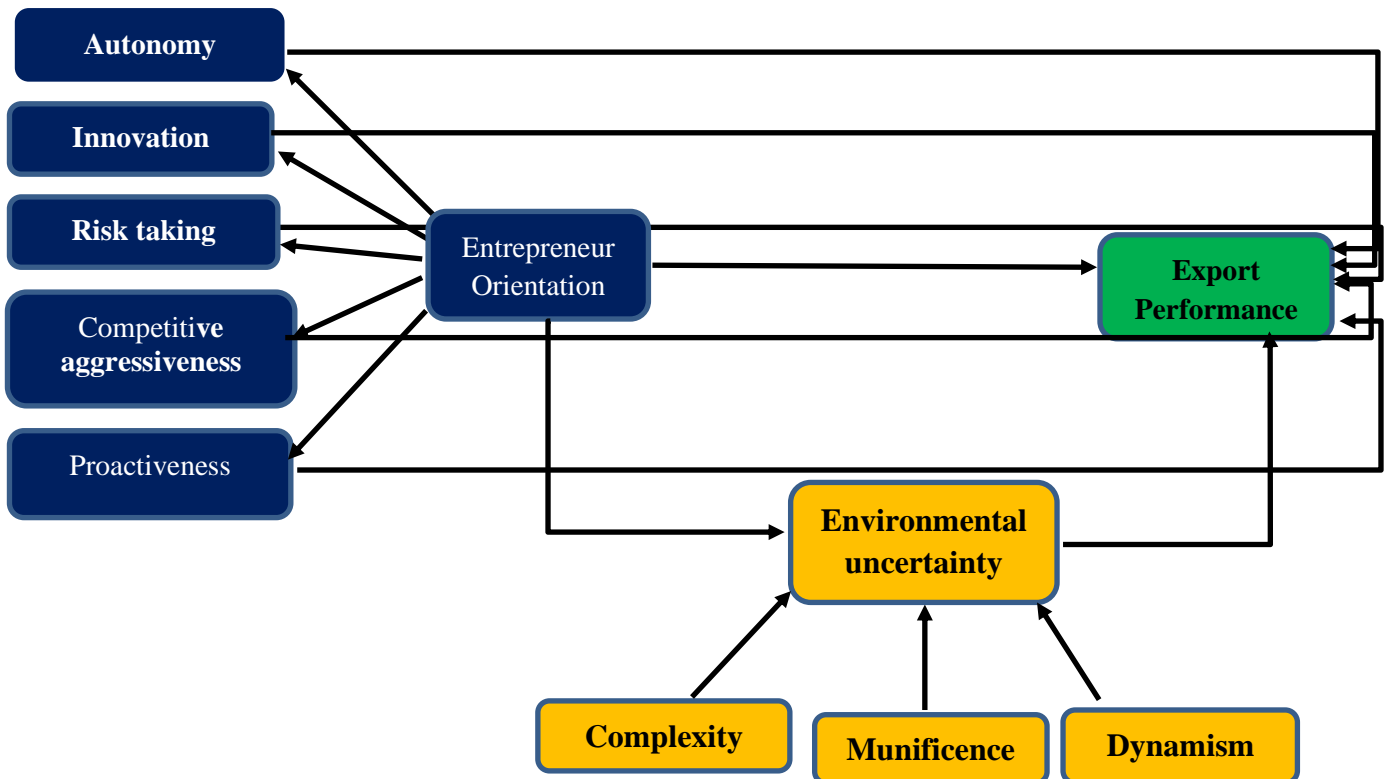 Autonomy
Innovation
Risk taking
Competitive
aggressiveness
Proactiveness
Entrepreneur
Orientation
Export
Performance
Environmental
uncertainty
Complexity
Munificence
Dynamism